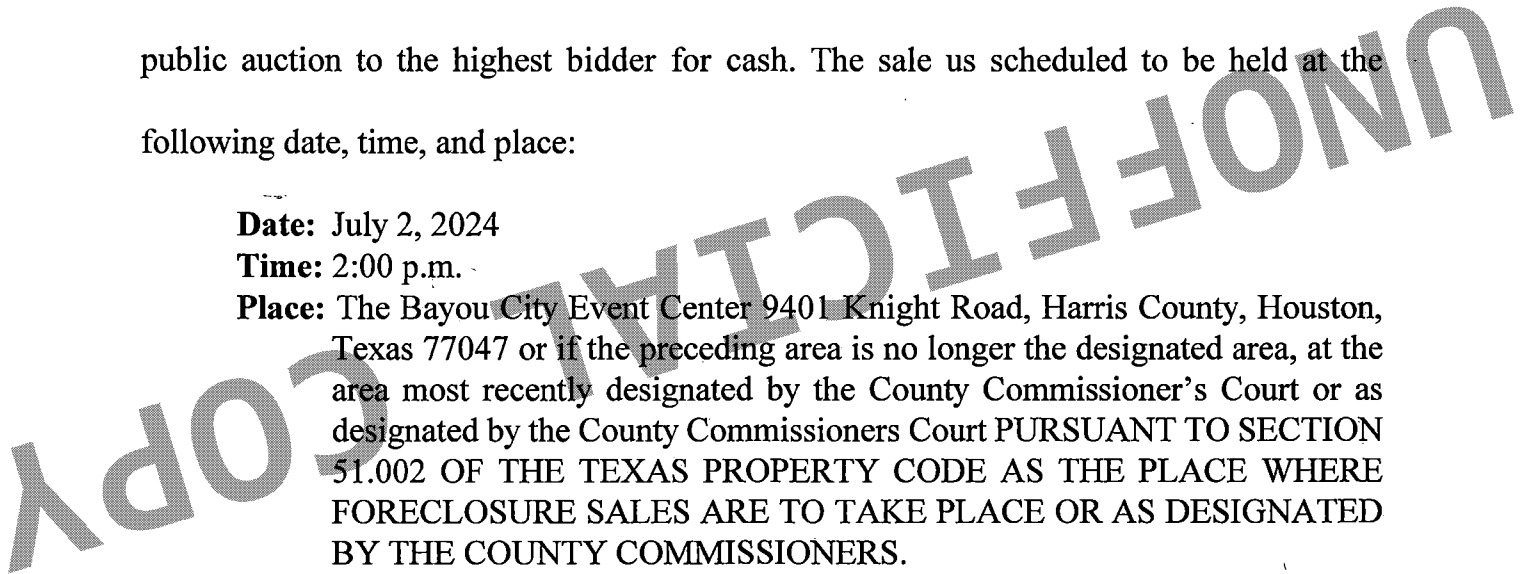 public auction to the highest bidder for cash. The sale us scheduled to be held at the
following date, time, and place:
Date: July 2, 2024
Time: 2:00 p.m.
Place: The Bayou City Event Center 9401 Knight Road, Harris County, Houston,
Texas 77047 or if the preceding area is no longer the designated area, at the
area most recently designated by the County Commissioner's Court or as
designated by the County Commissioners Court PURSUANT TO SECTION
51.002 OF THE TEXAS PROPERTY CODE AS THE PLACE WHERE
FORECLOSURE SALES ARE TO TAKE PLACE OR AS DESIGNATED
BY THE COUNTY COMMISSIONERS.
UNOFFICIAL COPY